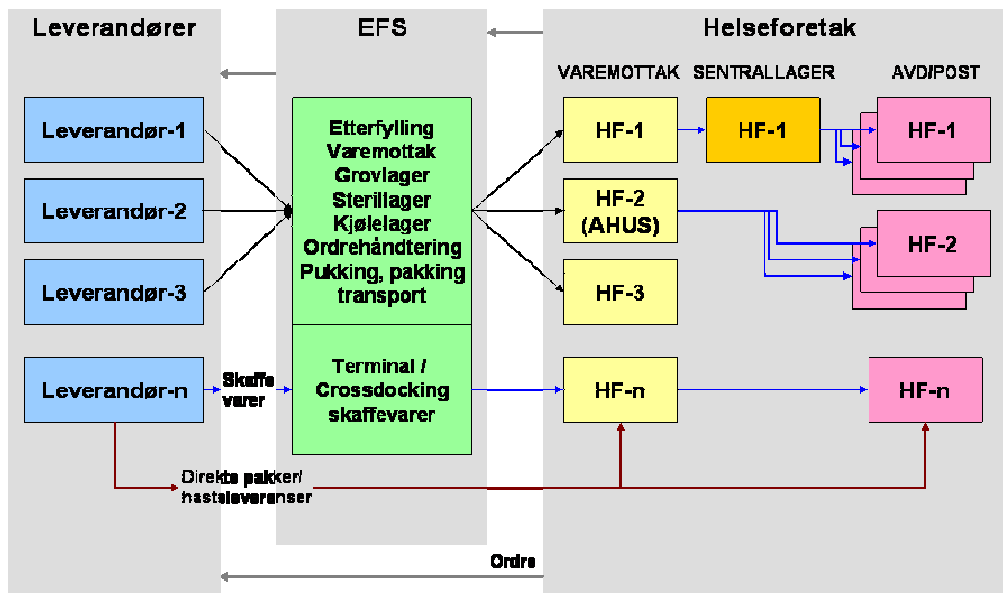 Leverandører
EFS
Helseforetak
VAREMOTTAK
SENTRALLAGER
AVD/POST
Leverandør-1
Leverandør-2
Leverandør-3
Leverandør-n
Skaffe
varer
Etterfylling
Varemottak
Grovlager
Sterillager
Kjølelager
Ordrehåndtering
Pukking, pakking
transport
Terminal /
Crossdocking
skaffevarer
HF-1
HF-1
HF-1
HF-2
(AHUS)
HF-2
HF-3
HF-n
HF-n
Direkte pakker/
hasteleveranser
Ordre